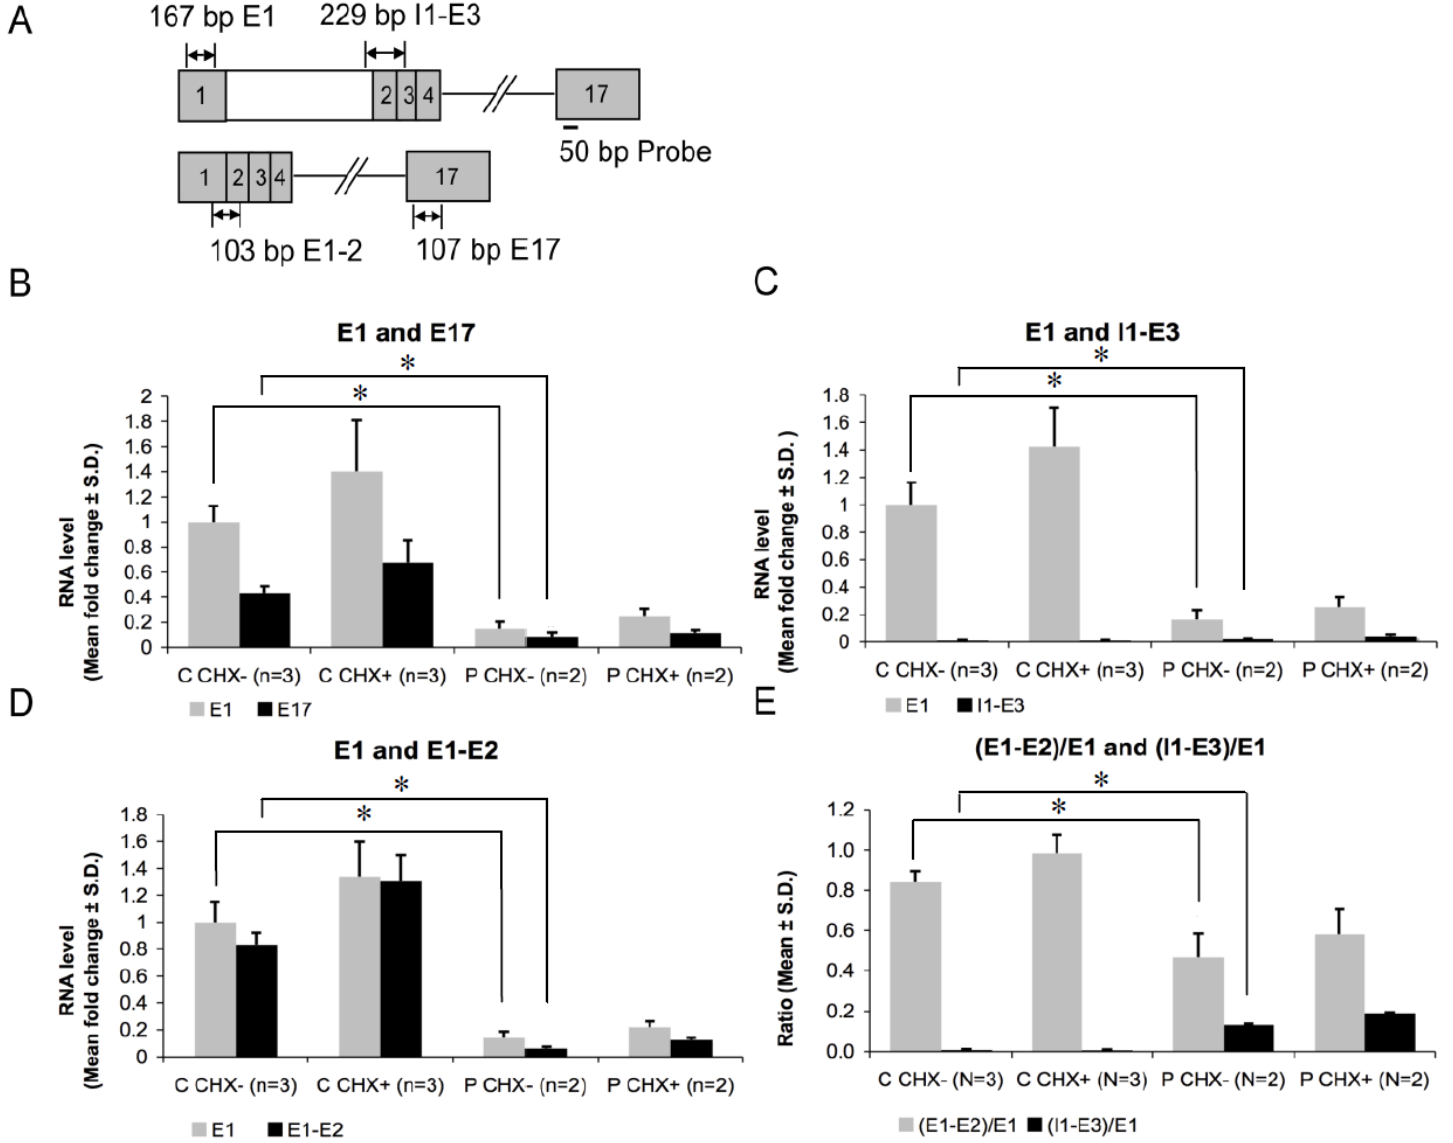 A
167 bp E1
229 bp I1-E3
1
2
3
4
17
50 bp Probe
1
2
3
4
17
103 bp E1-2
107 bp E17
B
E1 and E17
*
*
RNA level
(Mean fold change ± S.D.)
2
1.8
1.6
1.4
1.2
1
0.8
0.6
0.4
0.2
0
C CHX- (n=3) C CHX+ (n=3) P CHX- (n=2) P CHX+ (n=2)
E1 E17
C
E1 and I1-E3
*
*
RNA level
(Mean fold change ± S.D. )
1.8
1.6
1.4
1.2
1
0.8
0.6
0.4
0.2
0
C CHX- (n=3) C CHX+ (n=3) P CHX- (n=2) P CHX+ (n=2)
E1 I1-E3
D
E1 and E1-E2
*
*
RNA level
(Mean fold change ± S.D.)
1.8
1.6
1.4
1.2
1
0.8
0.6
0.4
0.2
0
C CHX- (n=3) C CHX+ (n=3) P CHX- (n=2) P CHX+ (n=2)
E1 E1-E2
E
(E1-E2)/E1 and (I1-E3)/E1
*
*
Ratio (Mean ± S.D.)
1.2
1.0
0.8
0.6
0.4
0.2
0.0
C CHX- (N=3) C CHX+ (N=3) P CHX- (N=2) P CHX+ (N=2)
(E1-E2)/E1 (I1-E3)/E1